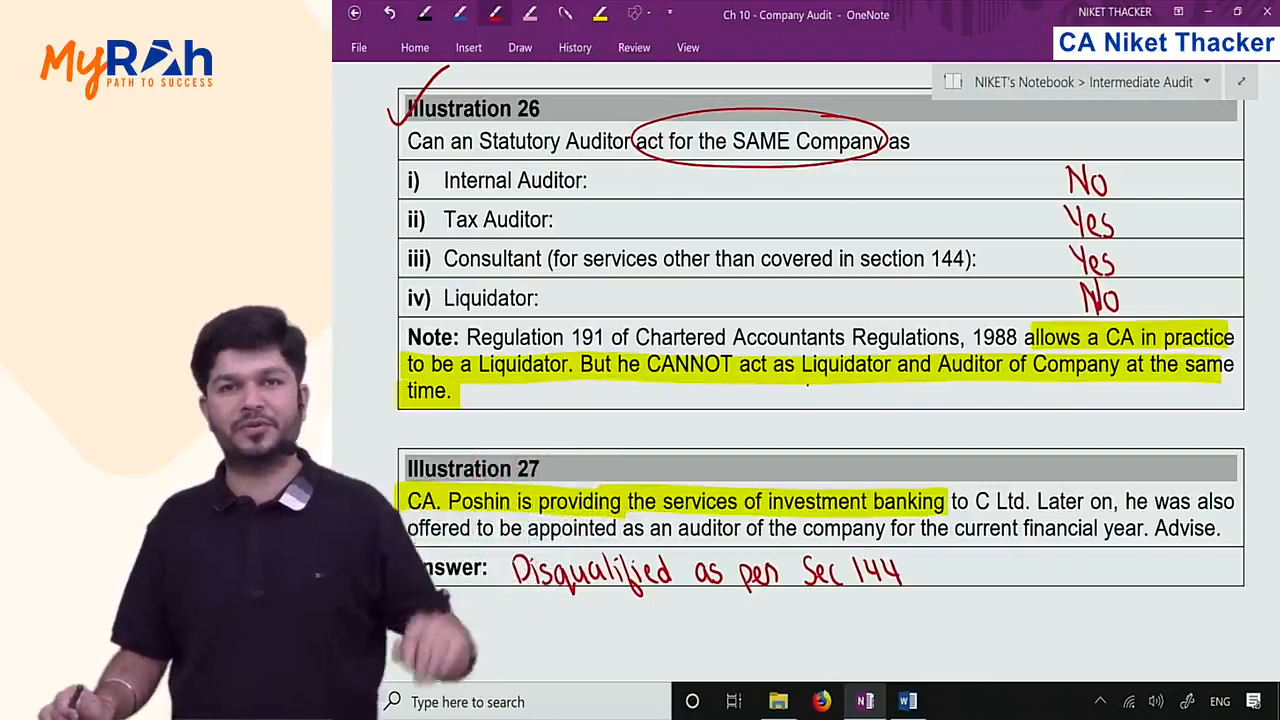 MyRAh
PATH TO SUCCESS
Ch 10 - Company Audit - OneNote
NIKET THACKER
File Home Insert Draw History Review View
CA Niket Thacker
NIKET's Notebook > Intermediate Audit
Illustration 26
Can an Statutory Auditor act for the SAME Company as
i) Internal Auditor: No
ii) Tax Auditor: Yes
iii) Consultant (for services other than covered in section 144): Yes
iv) Liquidator: No
Note: Regulation 191 of Chartered Accountants Regulations, 1988 allows a CA in practice
to be a Liquidator. But he CANNOT act as Liquidator and Auditor of Company at the same
time.
Illustration 27
CA. Poshin is providing the services of investment banking to C Ltd. Later on, he was also
offered to be appointed as an auditor of the company for the current financial year. Advise.
nswer: Disqualified as per Sec 144
Type here to search
ENG